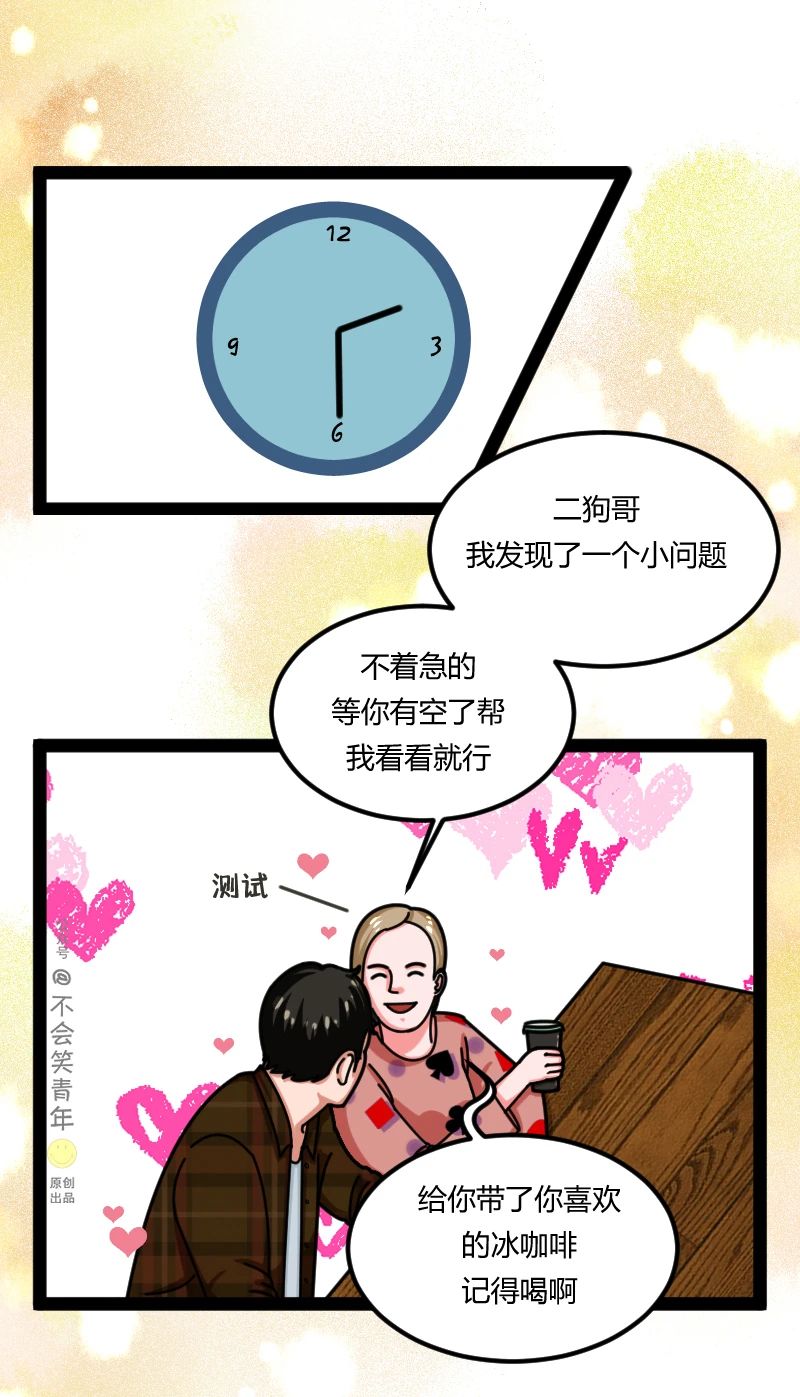 12
9
3
6
二狗哥
我发现了一个小问题
不着急的
等你有空了帮
我看看就行
测试
公众号@不会笑青年
原创
出品
给你带了你喜欢
的冰咖啡
记得喝啊